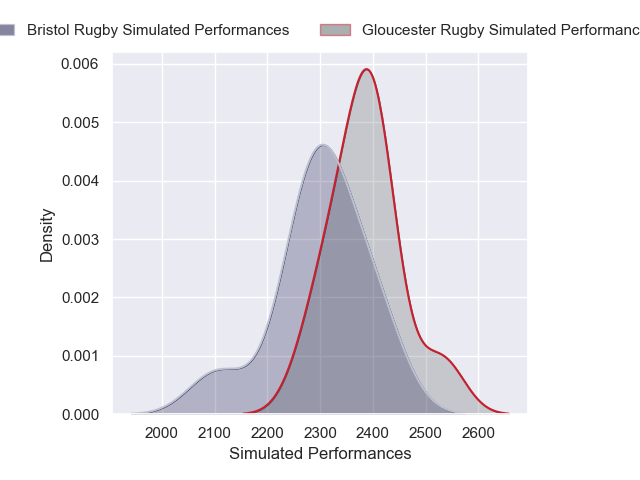 Bristol Rugby Simulated Performances
Gloucester Rugby Simulated Performanc
0.006
0.005
0.004
0.003
0.002
0.001
0.000
Density
2000 2100 2200 2300 2400 2500 2600
Simulated Performances